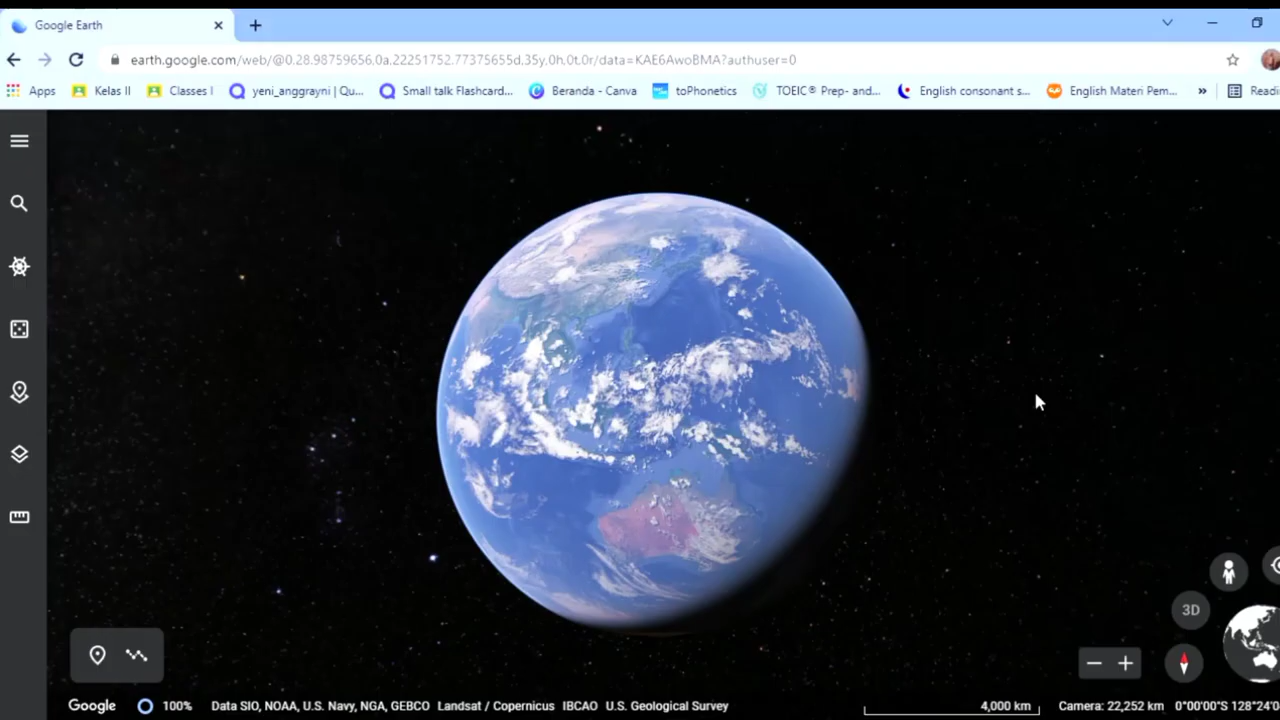 Google Earth
earth.google.com/web/@0.28.98759656.0a,22251752.77375655d,35y,0h,0t,0r/data=KAE6AwoBMA?authuser=0
Apps Kelas II Classes I yeni_anggrayni | Qu... Small talk Flashcard... Beranda - Canva toPhonetics TOEIC® Prep- and... English consonant s... English Materi Pem... » Readi
3D
Google 100% Data SIO, NOAA, U.S. Navy, NGA, GEBCO Landsat / Copernicus IBCAO U.S. Geological Survey 4,000 km Camera: 22,252 km 0°00'00"S 128°24'0